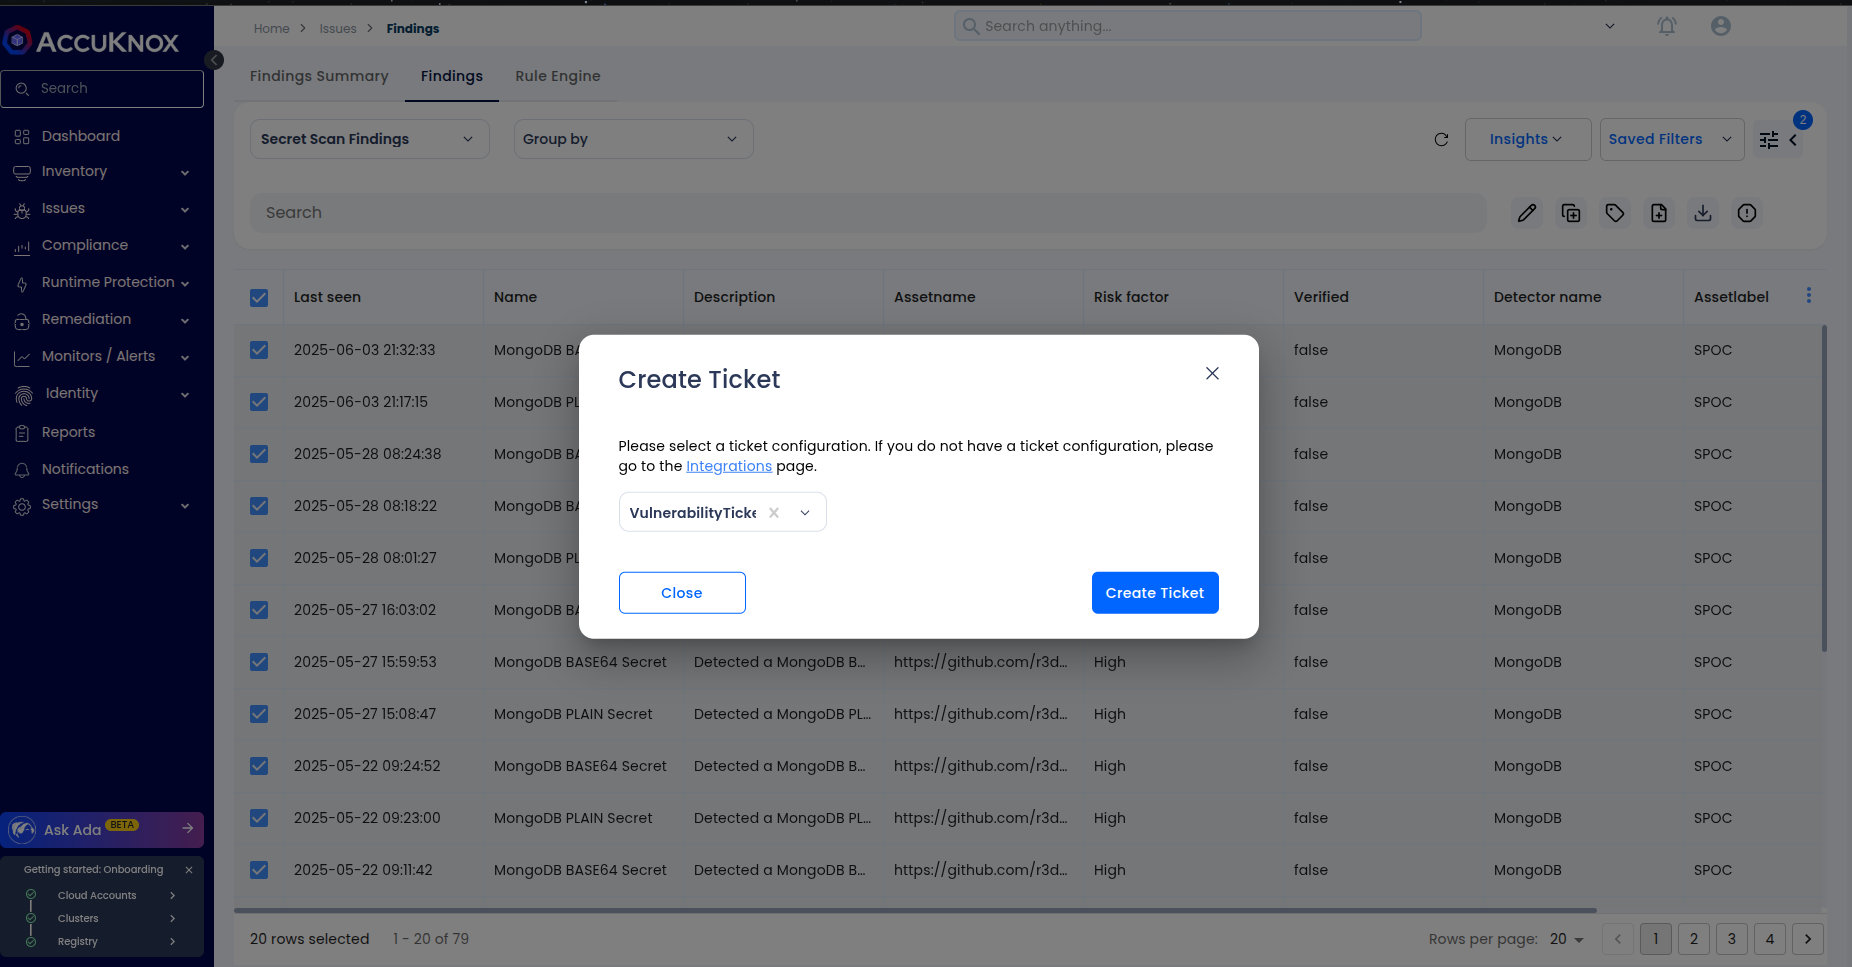 ACCUKNOX
Search
Dashboard
Inventory
Issues
Compliance
Runtime Protection
Remediation
Monitors / Alerts
Identity
Reports
Notifications
Settings
Ask Ada BETA
Getting started: Onboarding
Cloud Accounts
Clusters
Registry
Home > Issues > Findings
Search anything...
Findings Summary Findings Rule Engine
Secret Scan Findings Group by Insights Saved Filters 2
Search
Last seen Name Description Assetname Risk factor Verified Detector name Assetlabel
2025-06-03 21:32:33 MongoDB BA false MongoDB SPOC
2025-06-03 21:17:15 MongoDB PL false MongoDB SPOC
2025-05-28 08:24:38 MongoDB BA false MongoDB SPOC
2025-05-28 08:18:22 MongoDB BA false MongoDB SPOC
2025-05-28 08:01:27 MongoDB PL false MongoDB SPOC
2025-05-27 16:03:02 MongoDB BA false MongoDB SPOC
2025-05-27 15:59:53 MongoDB BASE64 Secret Detected a MongoDB B... https://github.com/r3d... High false MongoDB SPOC
2025-05-27 15:08:47 MongoDB PLAIN Secret Detected a MongoDB PL... https://github.com/r3d... High false MongoDB SPOC
2025-05-22 09:24:52 MongoDB BASE64 Secret Detected a MongoDB B... https://github.com/r3d... High false MongoDB SPOC
2025-05-22 09:23:00 MongoDB PLAIN Secret Detected a MongoDB PL... https://github.com/r3d... High false MongoDB SPOC
2025-05-22 09:11:42 MongoDB BASE64 Secret Detected a MongoDB B... https://github.com/r3d... High false MongoDB SPOC
20 rows selected 1 - 20 of 79 Rows per page: 20 1 2 3 4
Create Ticket
Please select a ticket configuration. If you do not have a ticket configuration, please
go to the Integrations page.
VulnerabilityTicke
Close Create Ticket